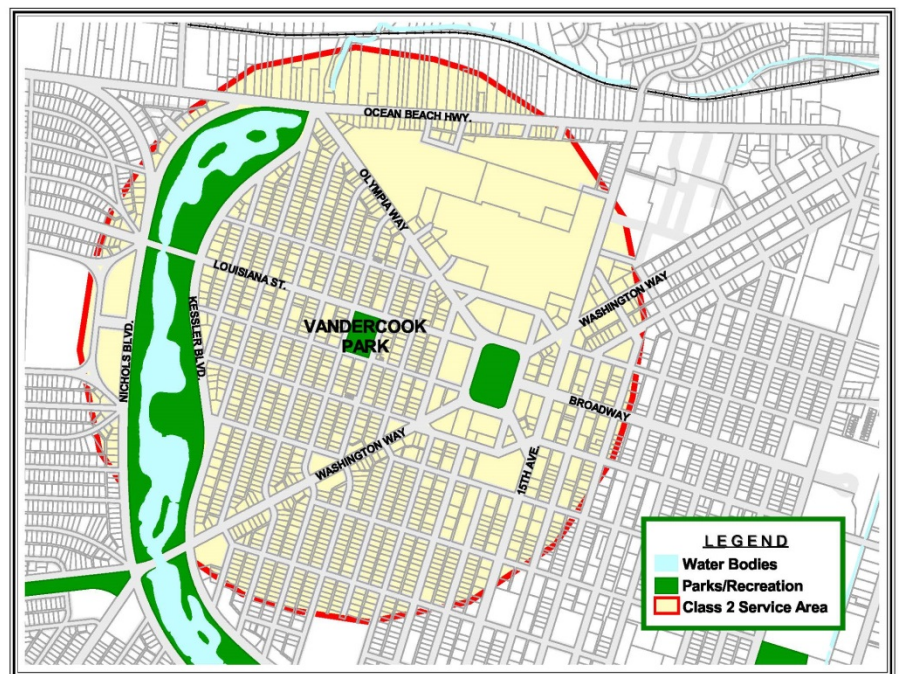 OCEAN BEACH HWY.
OLYMPIA WAY
LOUISIANA ST.
WASHINGTON WAY
KESSLER BLVD.
NICHOLS BLVD.
VANDERCOOK
PARK
BROADWAY
WASHINGTON WAY
15TH AVE.
LEGEND
Water Bodies
Parks/Recreation
Class 2 Service Area